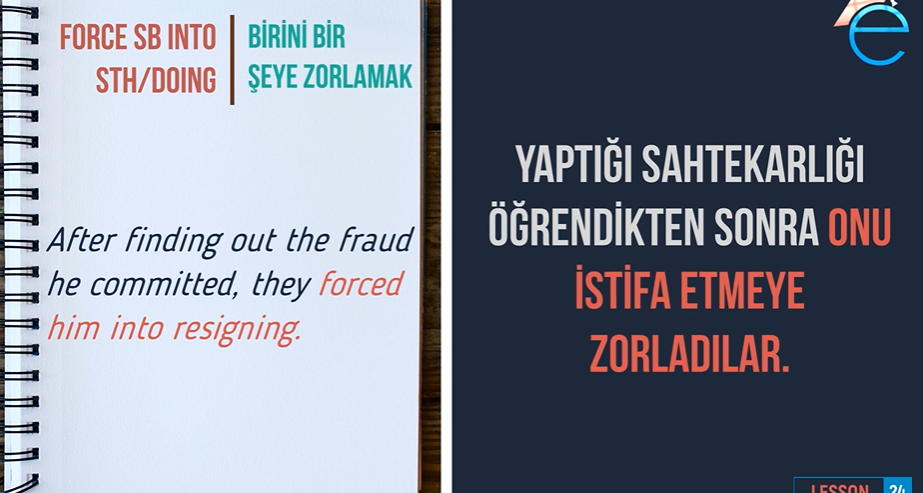 FORCE SB INTO
STH/DOING
BİRİNİ BİR
ŞEYE ZORLAMAK
After finding out the fraud
he committed, they forced
him into resigning.
YAPTIĞI SAHTEKARLIĞI
ÖĞRENDİKTEN SONRA ONU
İSTİFA ETMEYE
ZORLADILAR.
e
LESSON 24